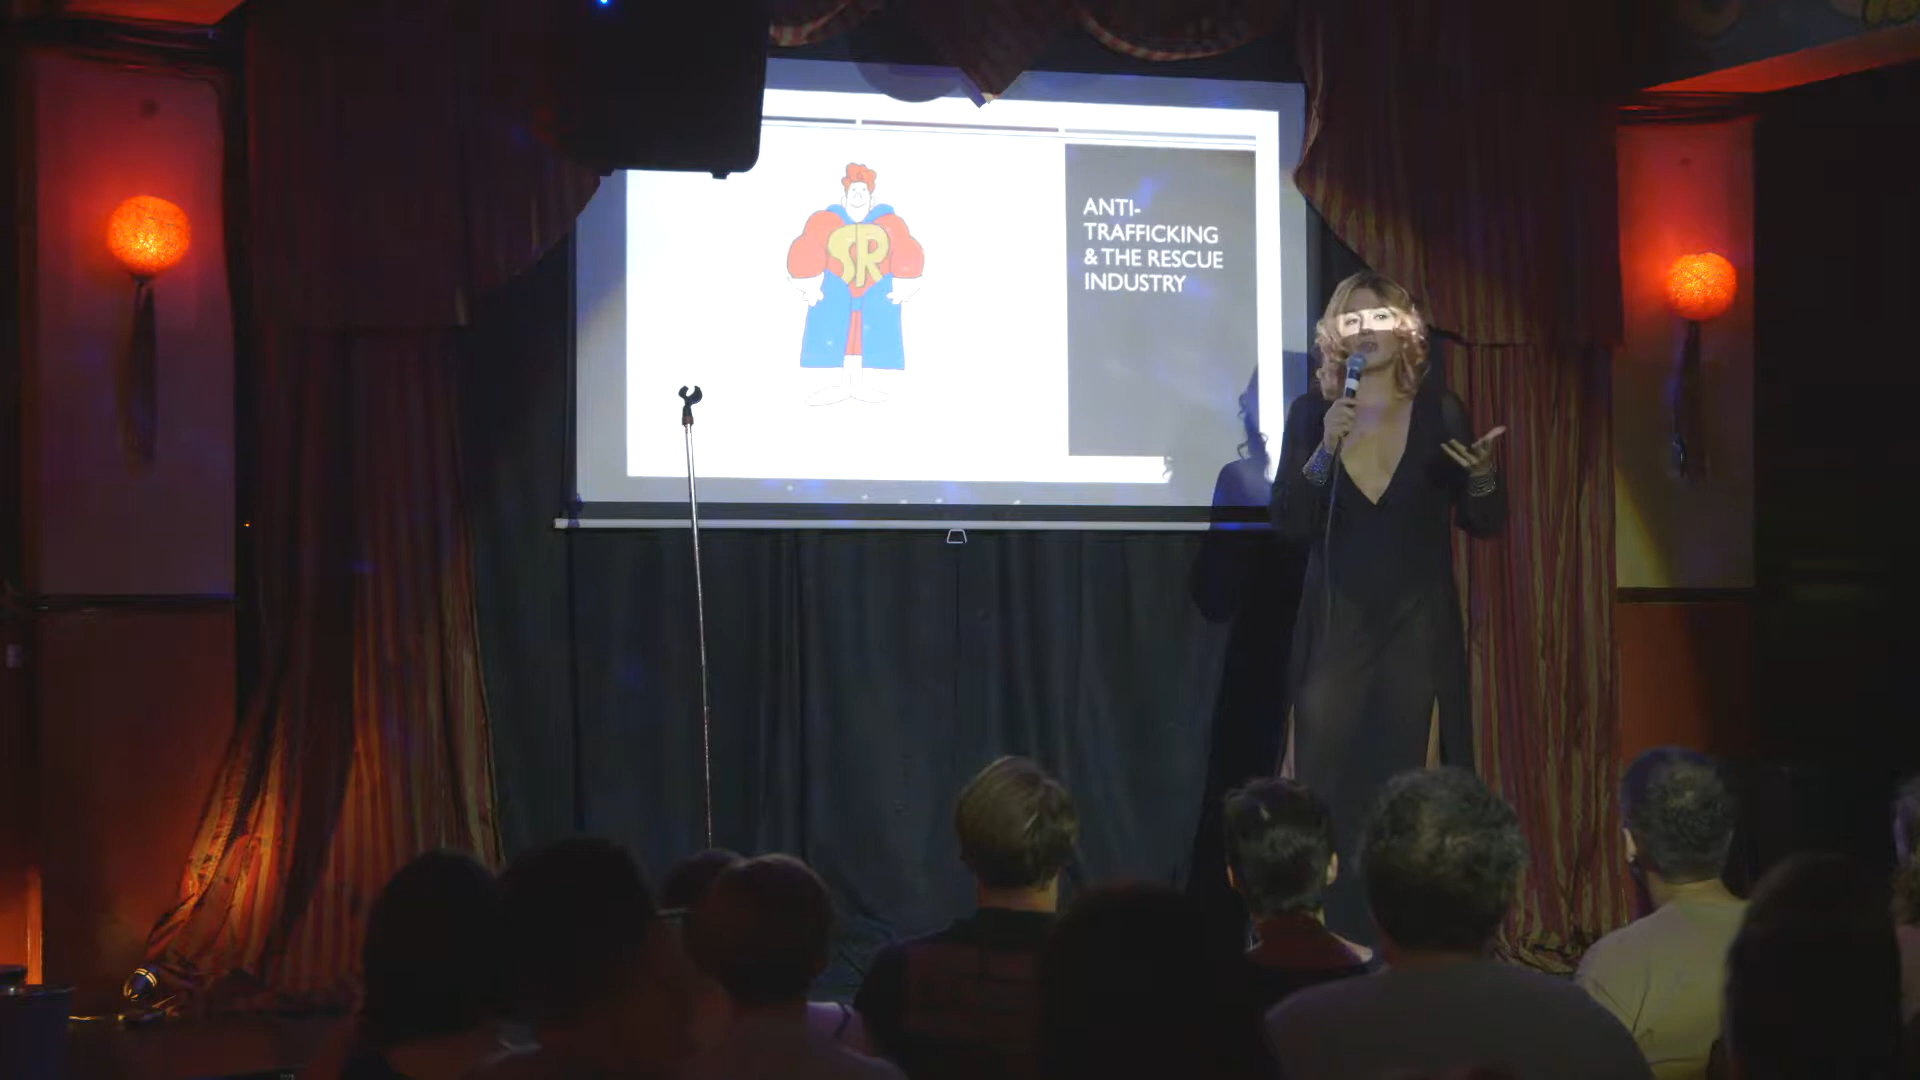 SR
ANTI-
TRAFFICKING
& THE RESCUE
INDUSTRY